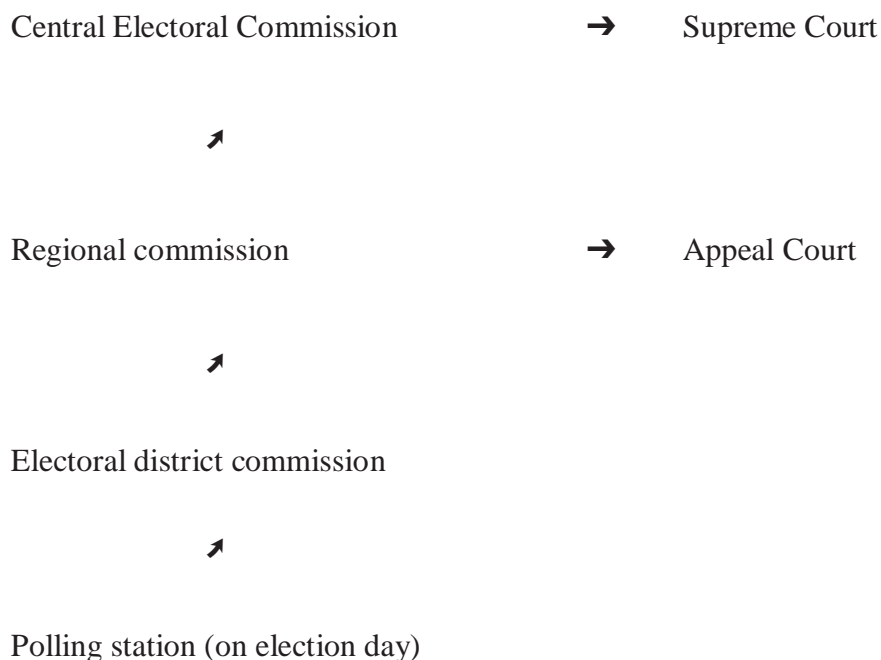 Central Electoral Commission ➔ Supreme Court
➚
Regional commission ➔ Appeal Court
➚
Electoral district commission
➚
Polling station (on election day)